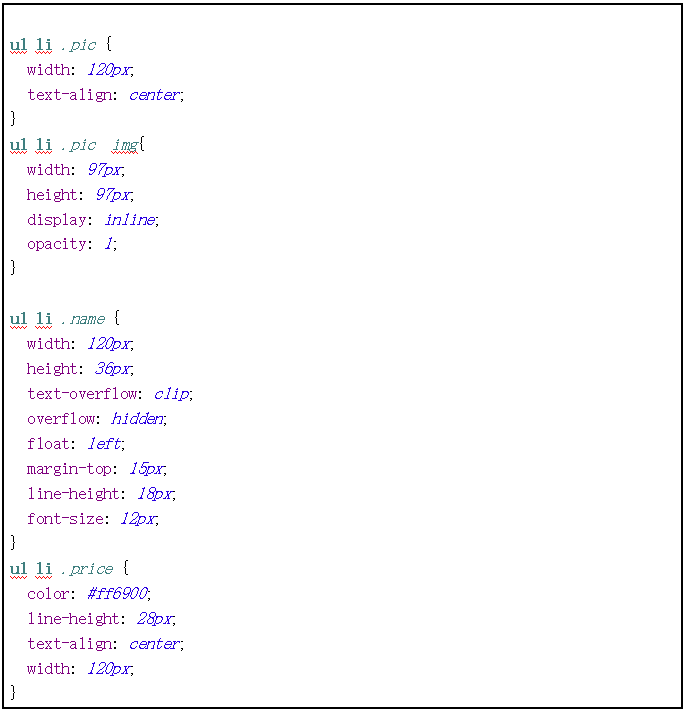 ul li .pic {
width: 120px;
text-align: center;
}
ul li .pic  img{
width: 97px;
height: 97px;
display: inline;
opacity: 1;
}
ul li .name {
width: 120px;
height: 36px;
text-overflow: clip;
overflow: hidden;
float: left;
margin-top: 15px;
line-height: 18px;
font-size: 12px;
}
ul li .price {
color: #ff6900;
line-height: 28px;
text-align: center;
width: 120px;
}